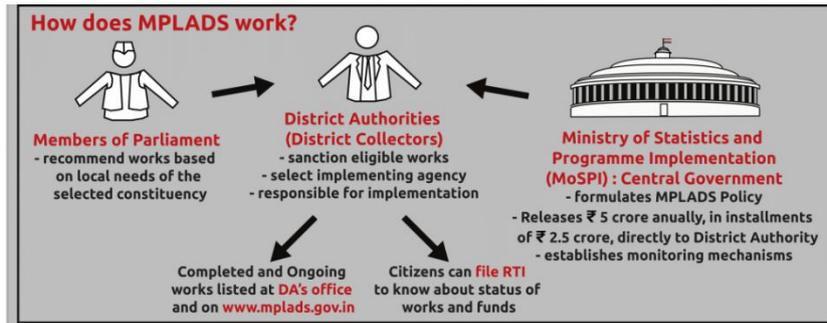 How does MPLADS work?
Members of Parliament
- recommend works based
on local needs of the
selected constituency
District Authorities
(District Collectors)
- sanction eligible works
- select implementing agency
- responsible for implementation
Ministry of Statistics and
Programme Implementation
(MoSPI) : Central Government
- formulates MPLADS Policy
- Releases ₹ 5 crore anually, in installments
of ₹ 2.5 crore, directly to District Authority
- establishes monitoring mechanisms
Completed and Ongoing
works listed at DA's office
and on www.mplads.gov.in
Citizens can file RTI
to know about status of
works and funds